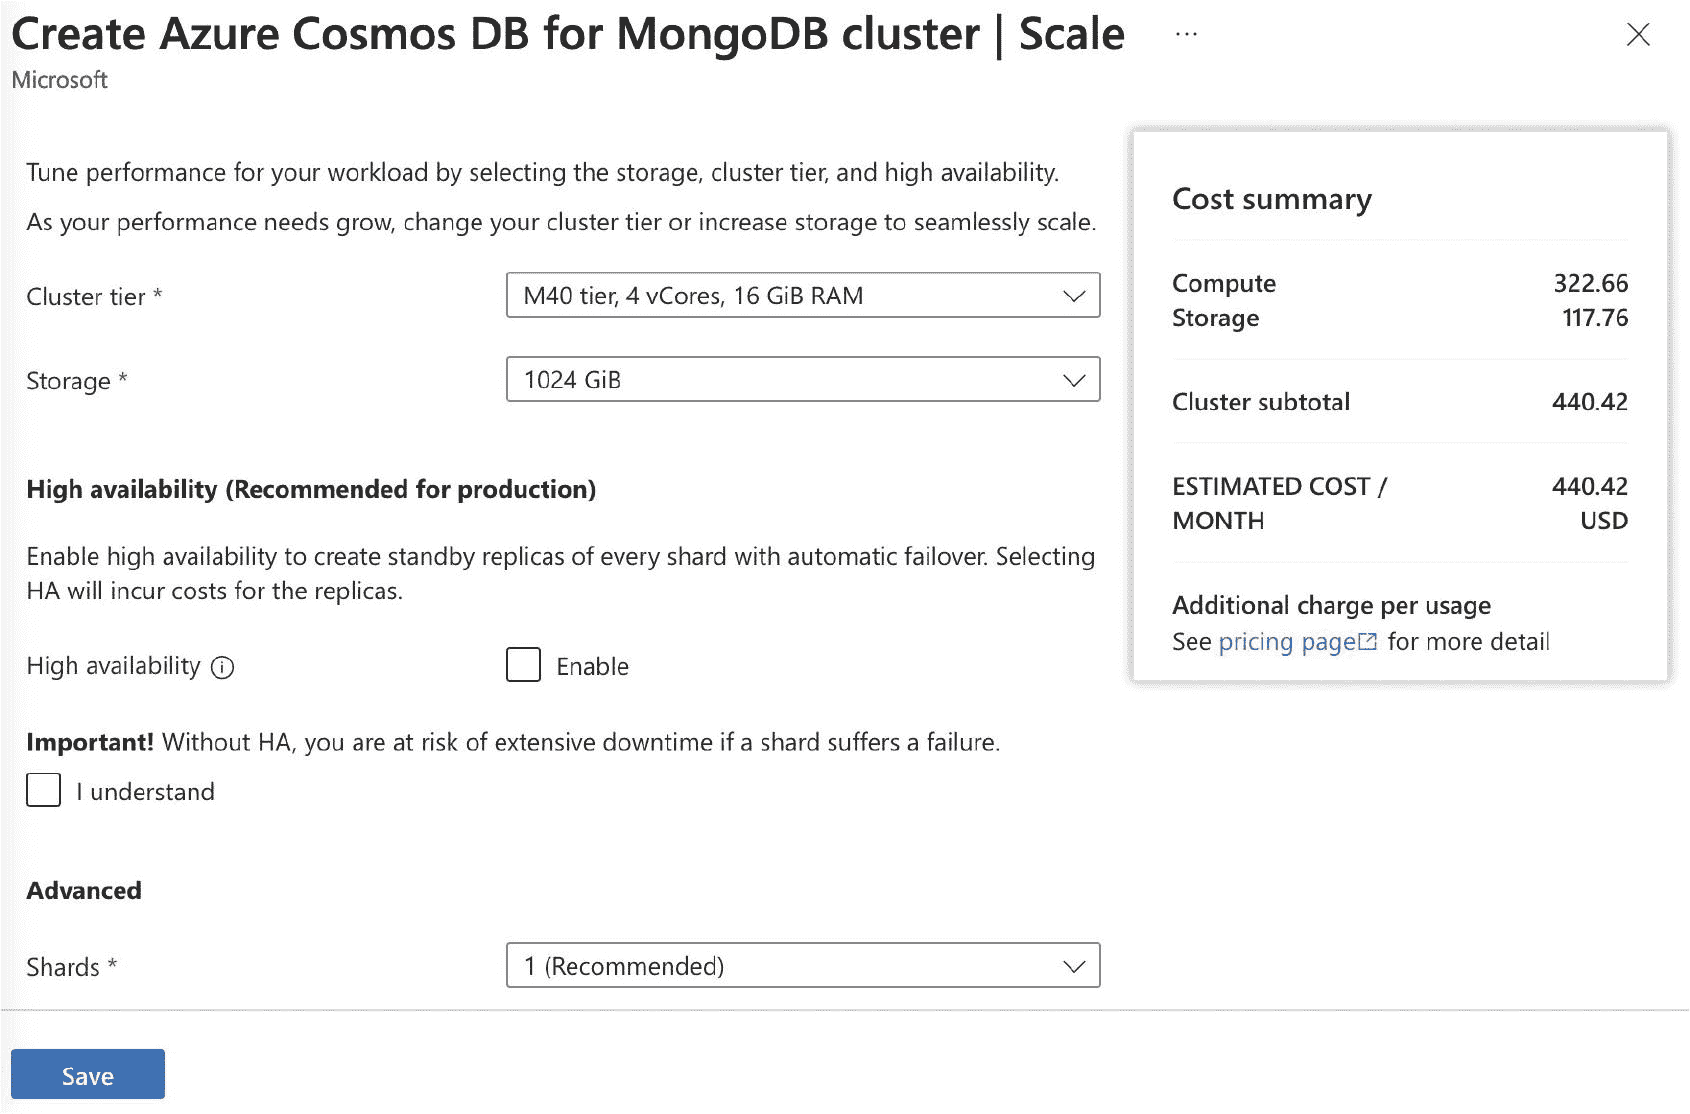 Create Azure Cosmos DB for MongoDB cluster | Scale ...
Microsoft
Tune performance for your workload by selecting the storage, cluster tier, and high availability.
As your performance needs grow, change your cluster tier or increase storage to seamlessly scale.
Cluster tier * M40 tier, 4 vCores, 16 GiB RAM
Storage * 1024 GiB
High availability (Recommended for production)
Enable high availability to create standby replicas of every shard with automatic failover. Selecting
HA will incur costs for the replicas.
High availability Enable
Important! Without HA, you are at risk of extensive downtime if a shard suffers a failure.
I understand
Advanced
Shards * 1 (Recommended)
Save
Cost summary
Compute 322.66
Storage 117.76
Cluster subtotal 440.42
ESTIMATED COST / 440.42
MONTH USD
Additional charge per usage
See pricing page for more detail